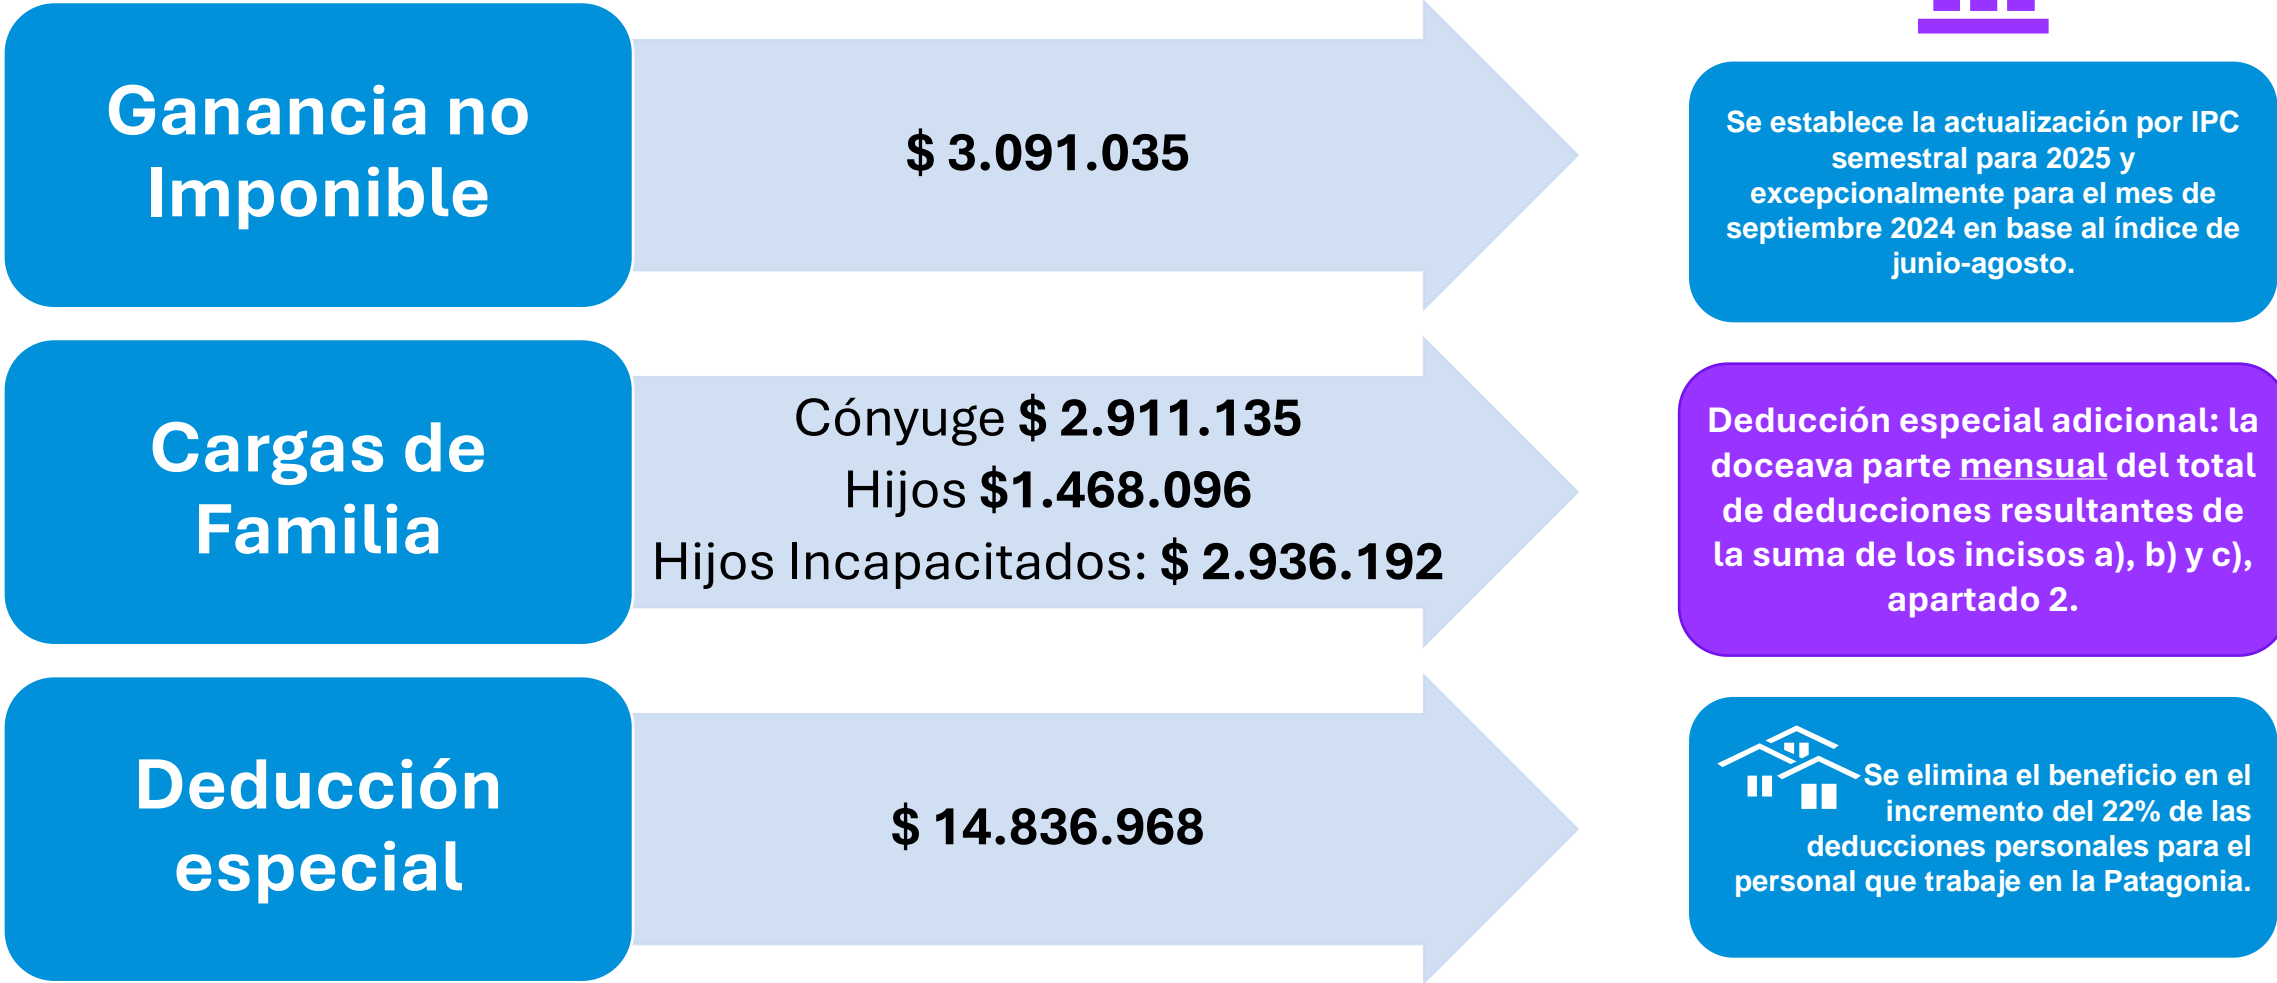 Ganancia no
Imponible
$ 3.091.035
Se establece la actualización por IPC
semestral para 2025 y
excepcionalmente para el mes de
septiembre 2024 en base al índice de
junio-agosto.
Cargas de
Familia
Cónyuge $ 2.911.135
Hijos $1.468.096
Hijos Incapacitados: $ 2.936.192
Deducción especial adicional: la
doceava parte mensual del total
de deducciones resultantes de
la suma de los incisos a), b) y c),
apartado 2.
Deducción
especial
$ 14.836.968
Se elimina el beneficio en el
incremento del 22% de las
deducciones personales para el
personal que trabaje en la Patagonia.